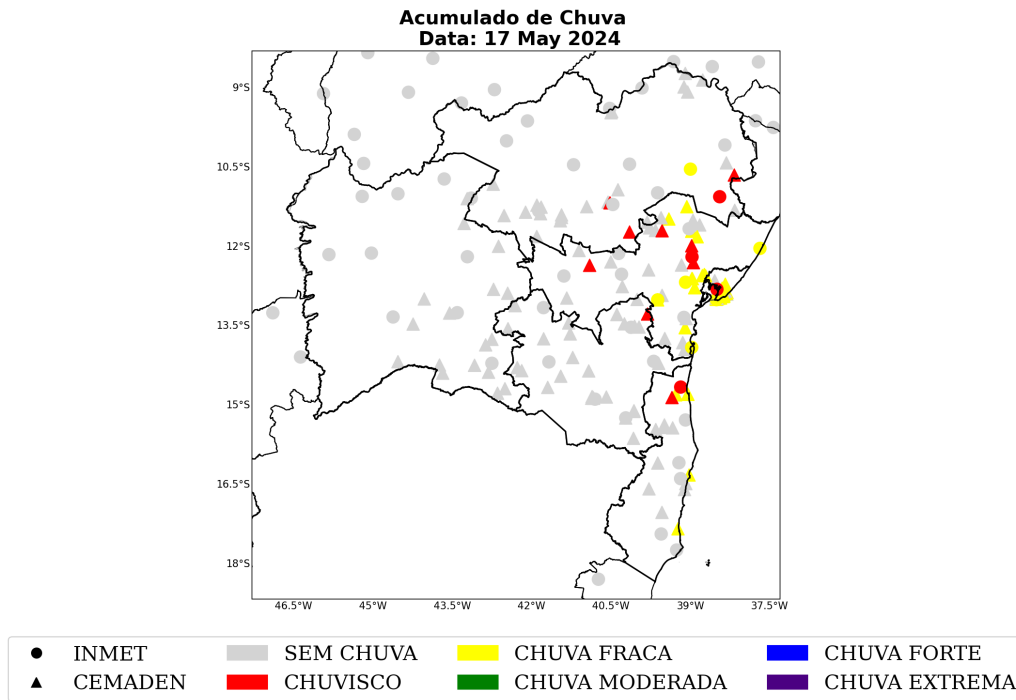 Acumulado de Chuva
Data: 17 May 2024
9°S
10.5°S
12°S
13.5°S
15°S
16.5°S
18°S
46.5°W 45°W 43.5°W 42°W 40.5°W 39°W 37.5°W
INMET SEM CHUVA CHUVA FRACA CHUVA FORTE
CEMADEN CHUVISCO CHUVA MODERADA CHUVA EXTREMA